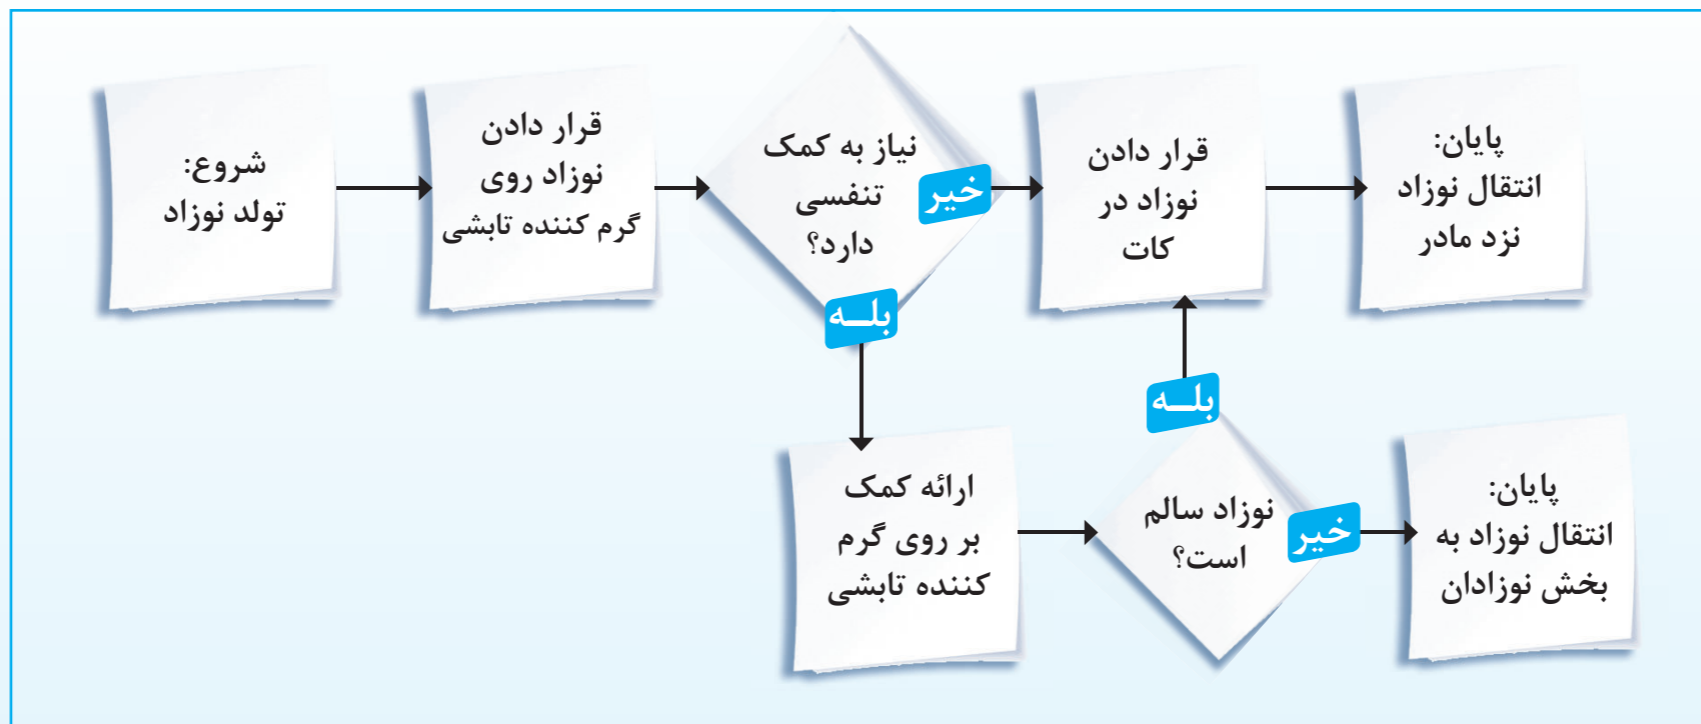 شروع:
تولد نوزاد
قرار دادن
نوزاد روی
گرم کننده تابشی
نیاز به کمک
تنفسی
دارد؟
خیر
بلــه
قرار دادن
نوزاد در
کات
پایان:
انتقال نوزاد
نزد مادر
ارائه کمک
بر روی گرم
کننده تابشی
نوزاد سالم
است؟
بلــه
خیر
پایان:
انتقال نوزاد به
بخش نوزادان